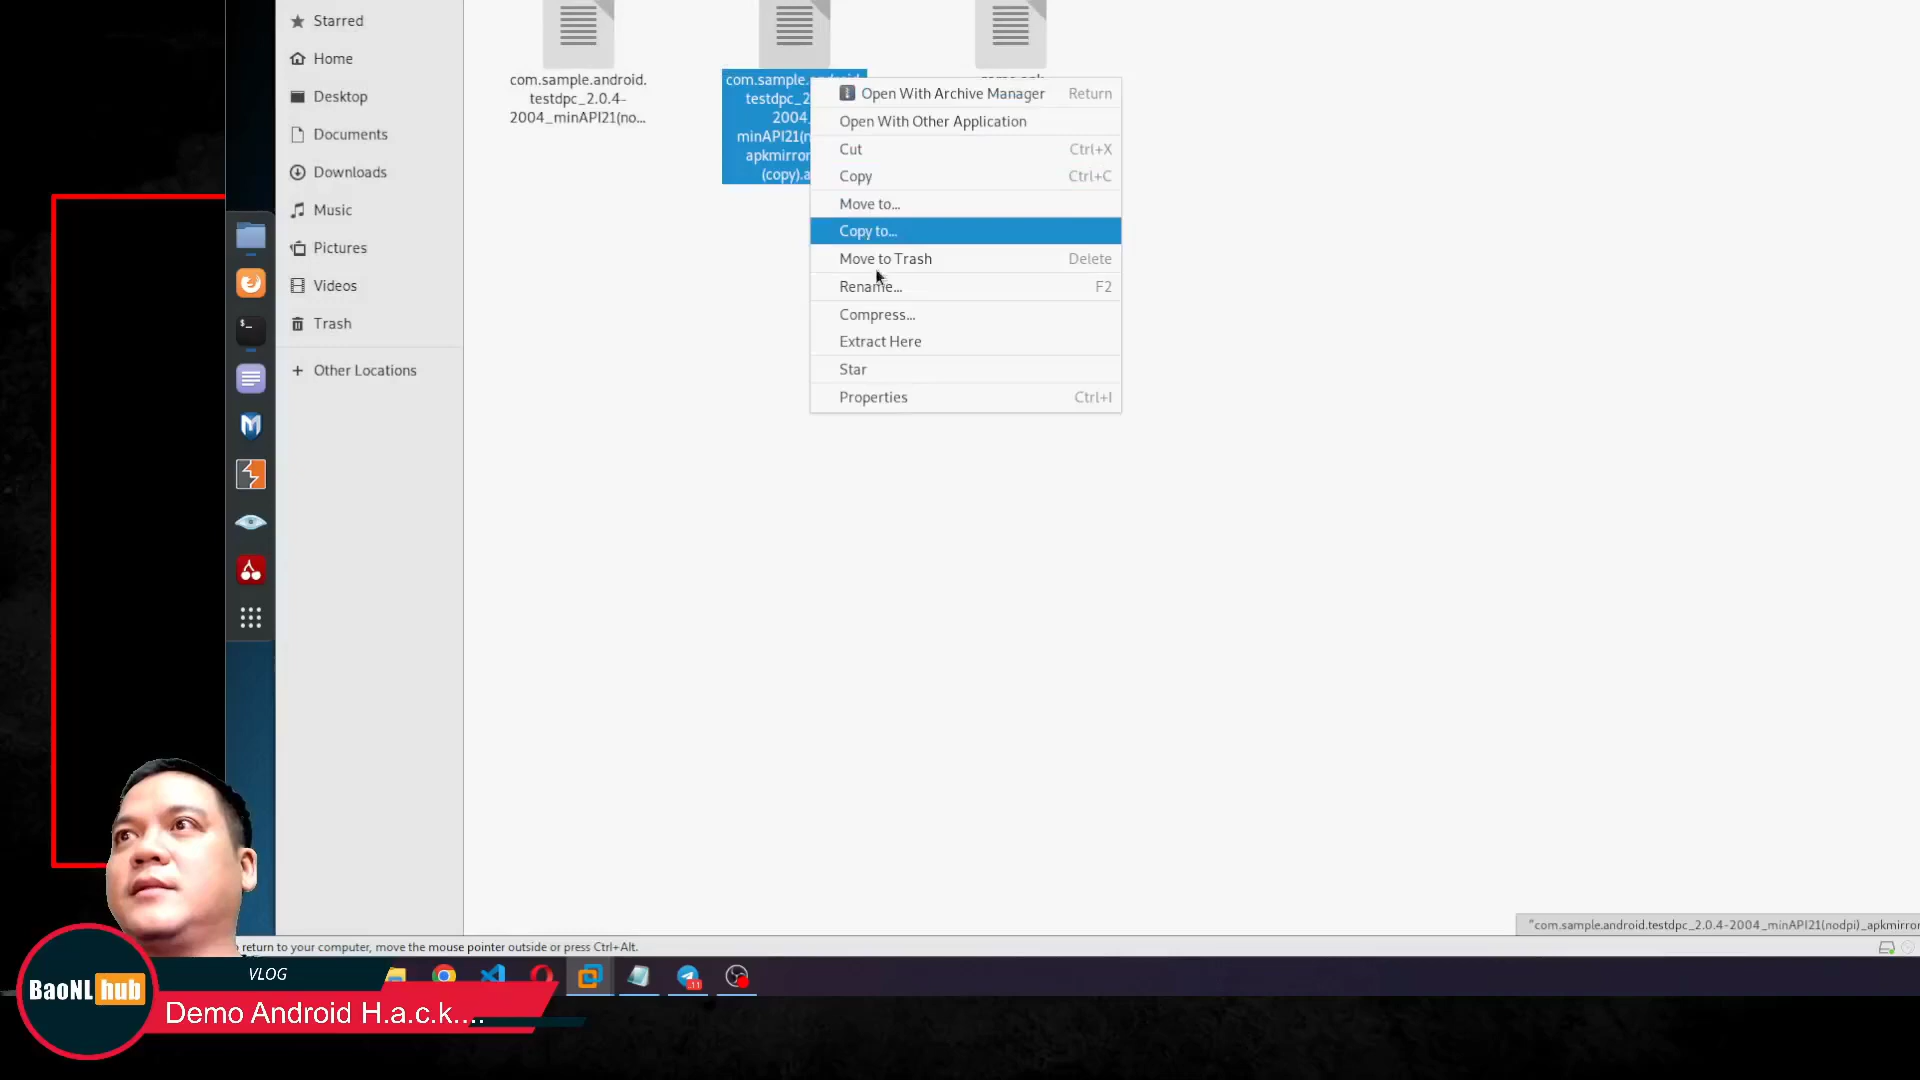 Starred
Home
Desktop
Documents
Downloads
Music
Pictures
Videos
Trash
+ Other Locations
com.sample.android.
testdpc_2.0.4-
2004_minAPI21(no...
com.sample.android
testdpc_2
2004_
minAPI21(n
apkmirror
(copy).a
Open With Archive Manager Return
Open With Other Application
Cut Ctrl+X
Copy Ctrl+C
Move to...
Copy to...
Move to Trash Delete
Rename... F2
Compress...
Extract Here
Star
Properties Ctrl+I
"com.sample.android.testdpc_2.0.4-2004_minAPI21(nodpi)_apkmirror
return to your computer, move the mouse pointer outside or press Ctrl+Alt.
11
VLOG
BaoNL hub
Demo Android H.a.c.k....